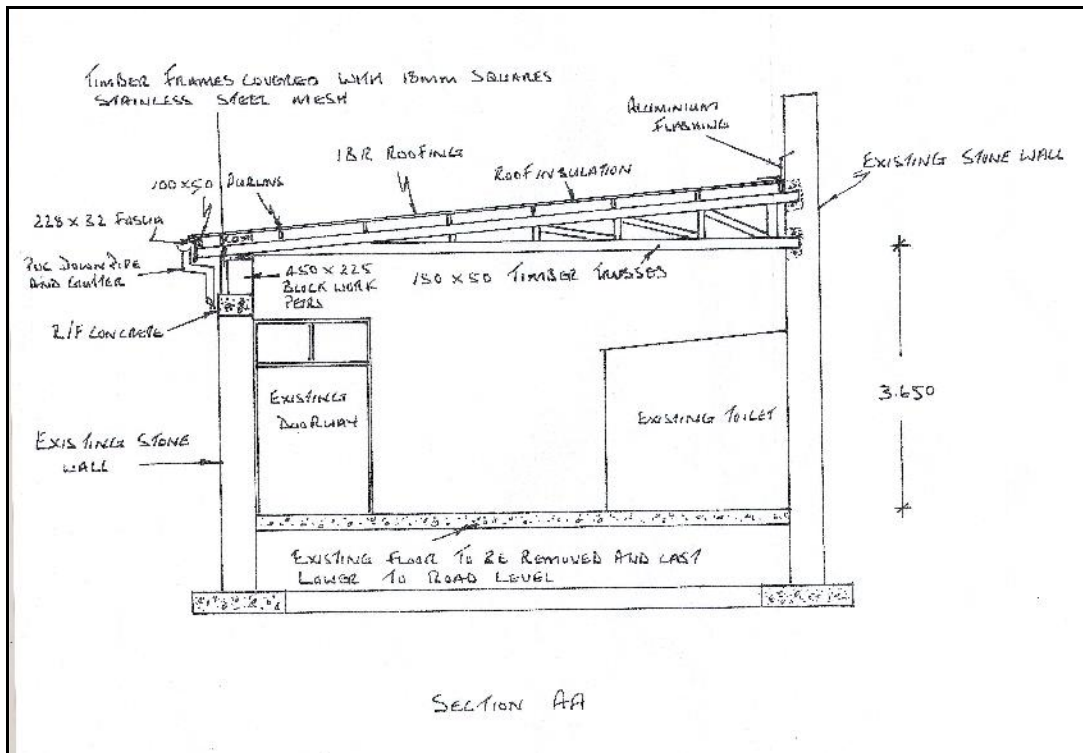 TIMBER FRAMES COVERED WITH 18MM SQUARES
STAINLESS STEEL MESH
ALUMINIUM
FLASHING
IBR ROOFING
EXISTING STONE WALL
ROOF INSULATION
100 x 50 PURLINS
228 x 32 FASCIA
PVC DOWN PIPE
AND GUTTER
450 x 225
BLOCK WORK
PEIRS
150 x 50 TIMBER TRUSSES
R/F CONCRETE
3.650
EXISTING
DOORWAY
EXISTING TOILET
EXISTING STONE
WALL
EXISTING FLOOR TO BE REMOVED AND CAST
LOWER TO ROAD LEVEL
SECTION AA